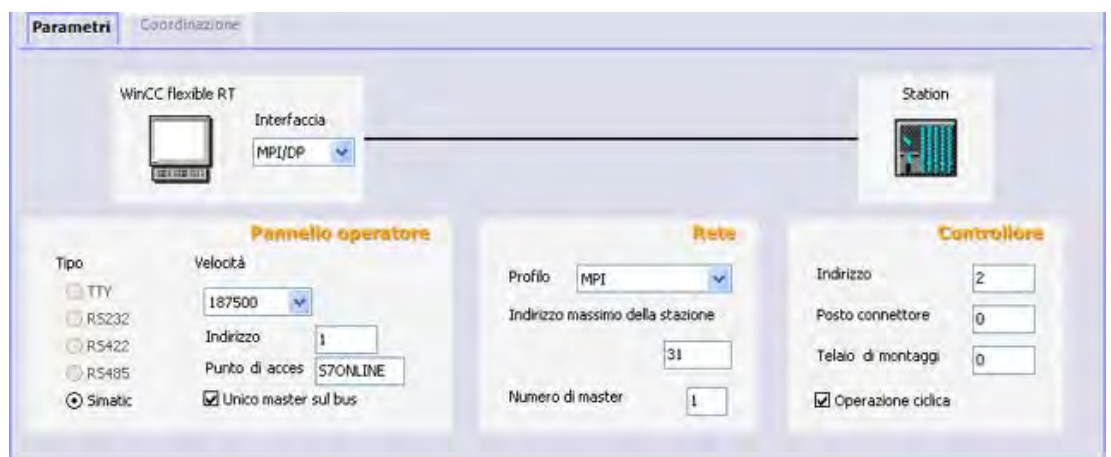 Parametri Coordinazione
WinCC flexible RT
Interfaccia
MPI/DP
Station
Pannello operatore
Tipo
TTY
RS232
RS422
RS485
Simatic
Velocità
187500
Indirizzo 1
Punto di acces S7ONLINE
Unico master sul bus
Rete
Profilo MPI
Indirizzo massimo della stazione
31
Numero di master 1
Controllore
Indirizzo 2
Posto connettore 0
Telaio di montaggi 0
Operazione ciclica